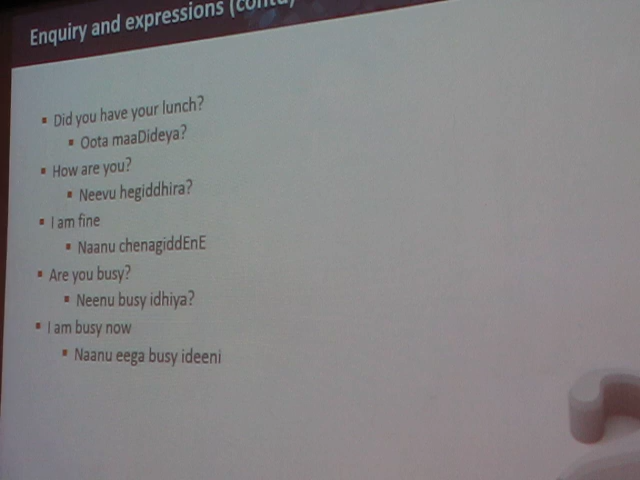 Enquiry and expressions (contd)
Did you have your lunch?
Oota maaDideya?
How are you?
Neevu hegiddhira?
I am fine
Naanu chenagiddEnE
Are you busy?
Neenu busy idhiya?
I am busy now
Naanu eega busy ideeni